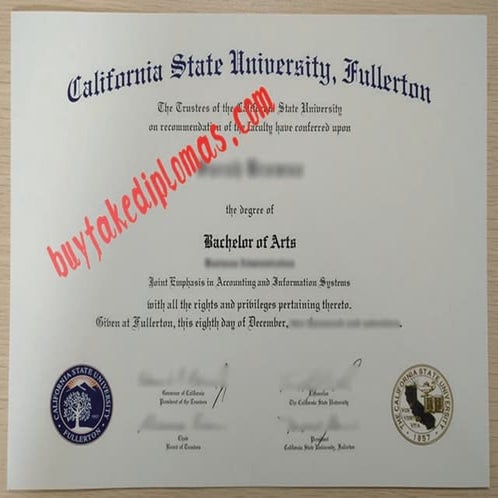 California State University, Fullerton
The Trustees of the California State University
on recommendation of the faculty have conferred upon
the degree of
Bachelor of Arts
Joint Emphasis in Accounting and Information Systems
with all the rights and privileges pertaining thereto.
Given at Fullerton, this eighth day of December,
buyfakediplomas.com
Governor of California
President of the Trustees
The California State University
Chair
Board of Trustees
President
California State University, Fullerton
CALIFORNIA STATE UNIVERSITY
FULLERTON
THE CALIFORNIA STATE UNIVERSITY
VOX
VERITAS
VITA
1857